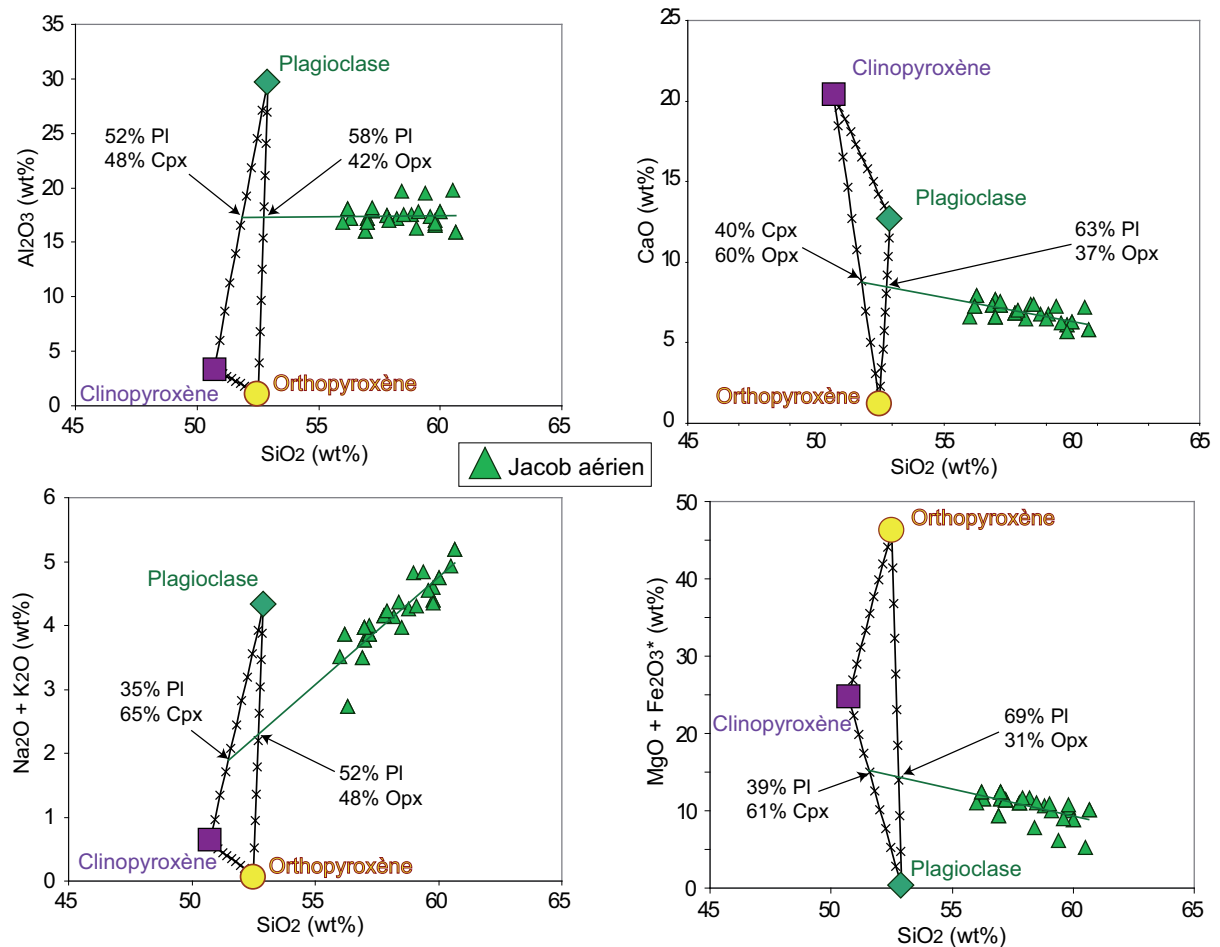 35
30
25
20
15
10
5
0
Al2O3 (wt%)
Plagioclase
52% Pl
48% Cpx
58% Pl
42% Opx
Clinopyroxène
Orthopyroxène
45
50
55
60
65
SiO2 (wt%)
25
20
15
10
5
0
CaO (wt%)
Clinopyroxène
Plagioclase
40% Cpx
60% Opx
63% Pl
37% Opx
Orthopyroxène
45
50
55
60
65
SiO2 (wt%)
Jacob aérien
6
5
4
3
2
1
0
Na2O + K2O (wt%)
Plagioclase
35% Pl
65% Cpx
52% Pl
48% Opx
Clinopyroxène
Orthopyroxène
45
50
55
60
65
SiO2 (wt%)
50
40
30
20
10
0
MgO + Fe2O3* (wt%)
Orthopyroxène
Clinopyroxène
69% Pl
31% Opx
39% Pl
61% Cpx
Plagioclase
45
50
55
60
65
SiO2 (wt%)